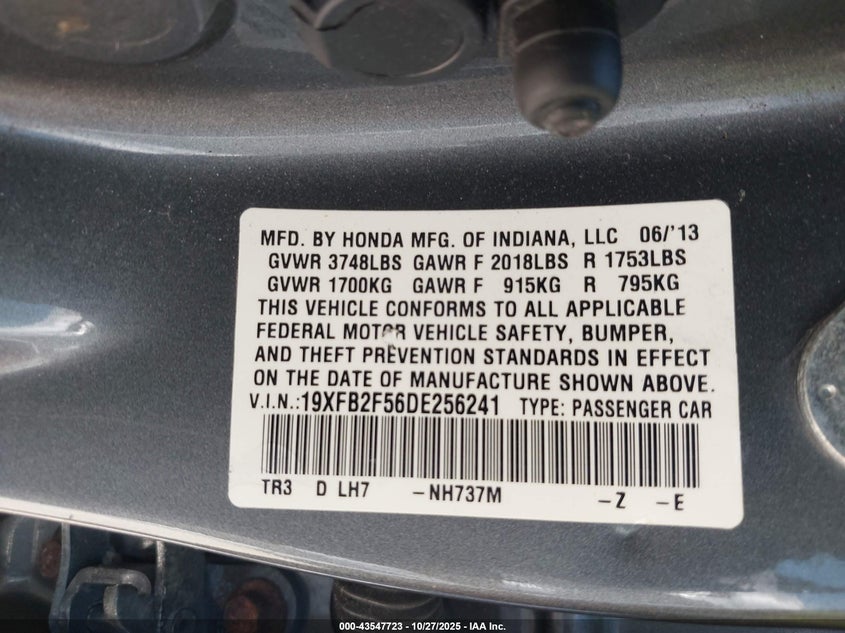 MFD. BY HONDA MFG. OF INDIANA, LLC 06/'13
GVWR 3748LBS GAWR F 2018LBS R 1753LBS
GVWR 1700KG GAWR F 915KG R 795KG
THIS VEHICLE CONFORMS TO ALL APPLICABLE
FEDERAL MOTOR VEHICLE SAFETY, BUMPER,
AND THEFT PREVENTION STANDARDS IN EFFECT
ON THE DATE OF MANUFACTURE SHOWN ABOVE.
V.I.N.:19XFB2F56DE256241 TYPE: PASSENGER CAR
TR3 D LH7 -NH737M -Z -E
000-43547723 - 10/27/2025 - IAA Inc.